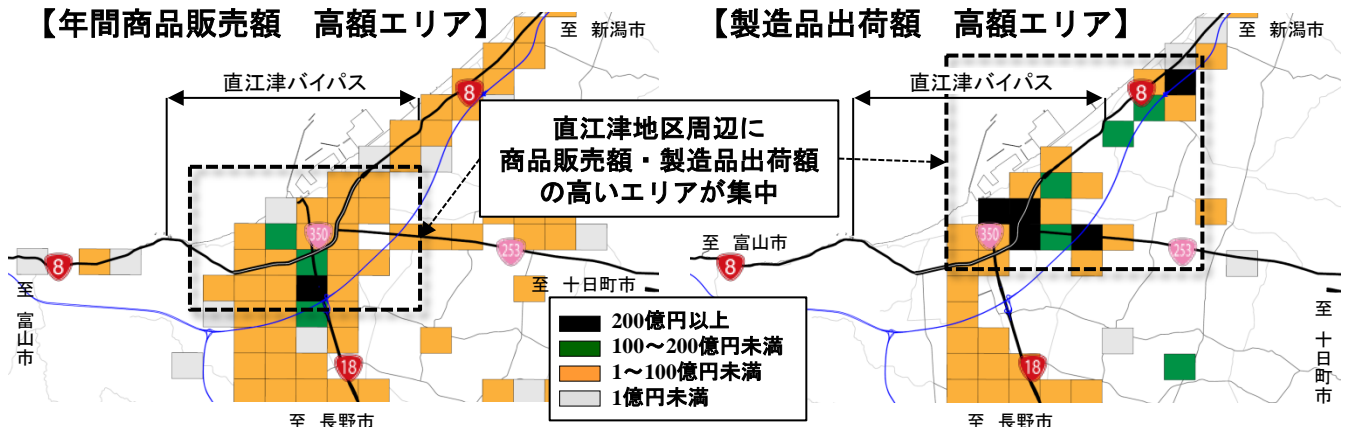 【年間商品販売額　高額エリア】
至 新潟市
直江津バイパス
8
350
253
8
至 富山市
至 十日町市
18
至 長野市
直江津地区周辺に
商品販売額・製造品出荷額
の高いエリアが集中
200億円以上
100～200億円未満
1～100億円未満
1億円未満
【製造品出荷額　高額エリア】
至 新潟市
直江津バイパス
8
350
253
至 富山市
8
至 十日町市
18
至 長野市